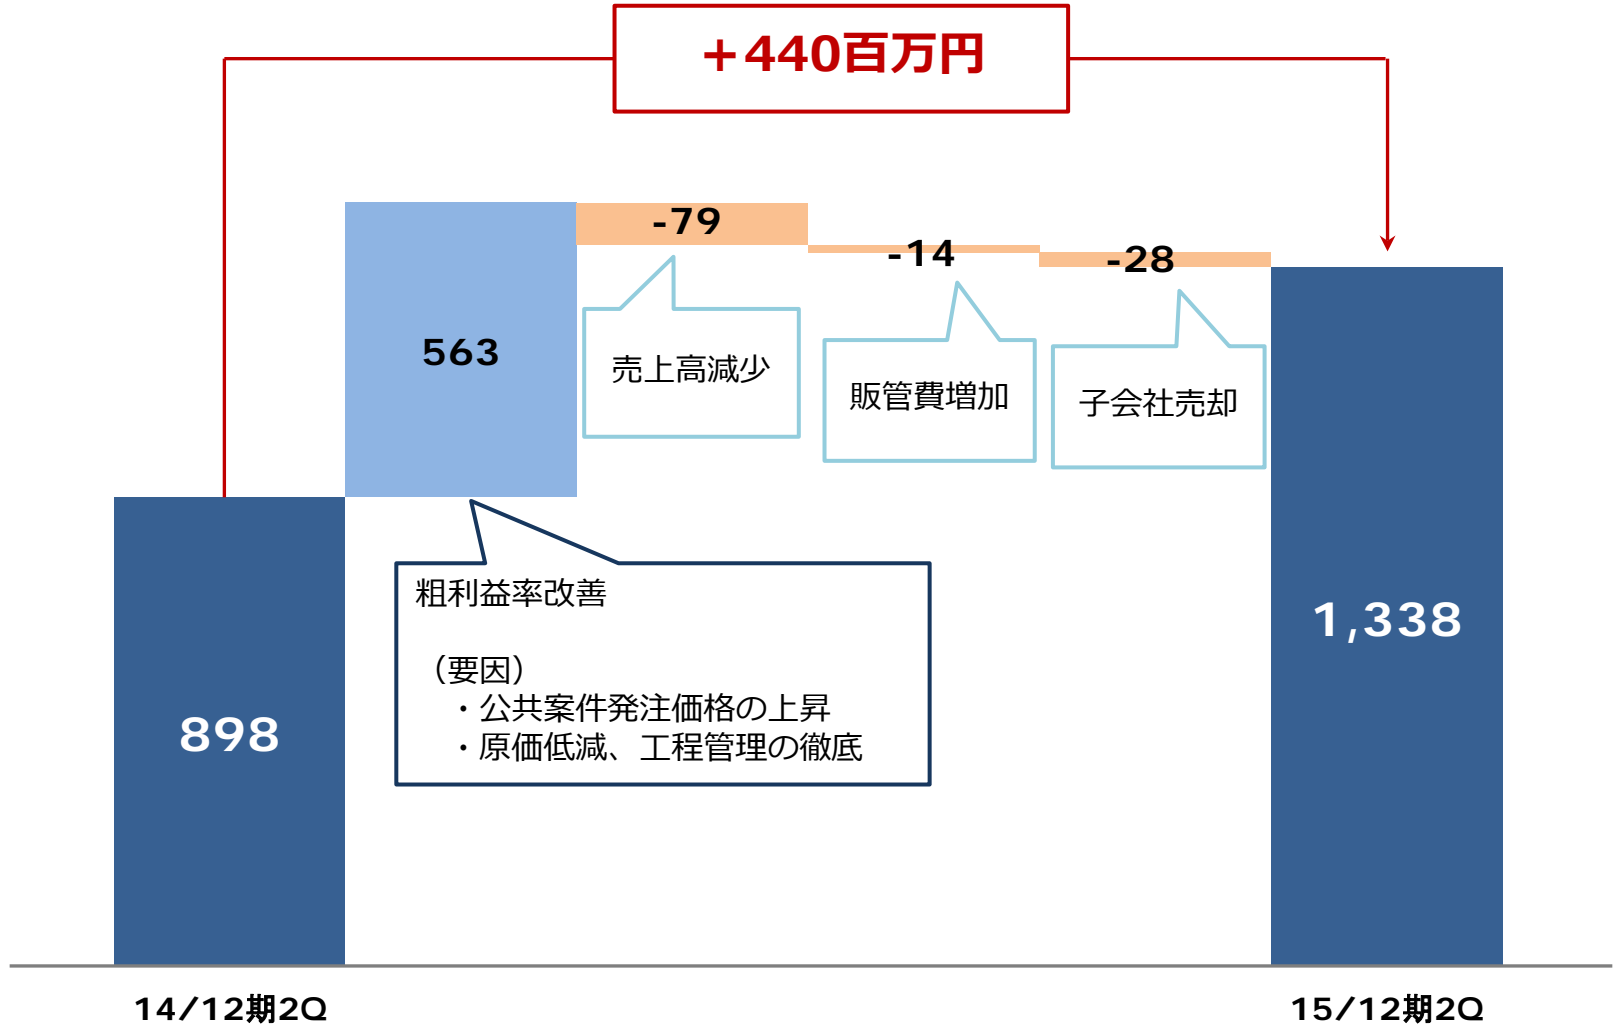 ＋440百万円
-79
-14
-28
563
売上高減少
販管費増加
子会社売却
粗利益率改善
（要因）
・公共案件発注価格の上昇
・原価低減、工程管理の徹底
898
1,338
14/12期2Q
15/12期2Q